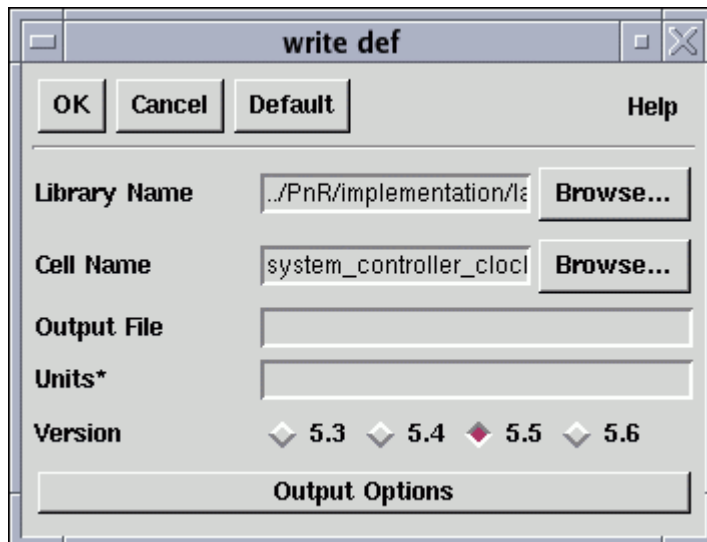 write def
OK Cancel Default Help
Library Name ../PnR/implementation/la Browse...
Cell Name system_controller_clocl Browse...
Output File
Units*
Version 5.3 5.4 5.5 5.6
Output Options